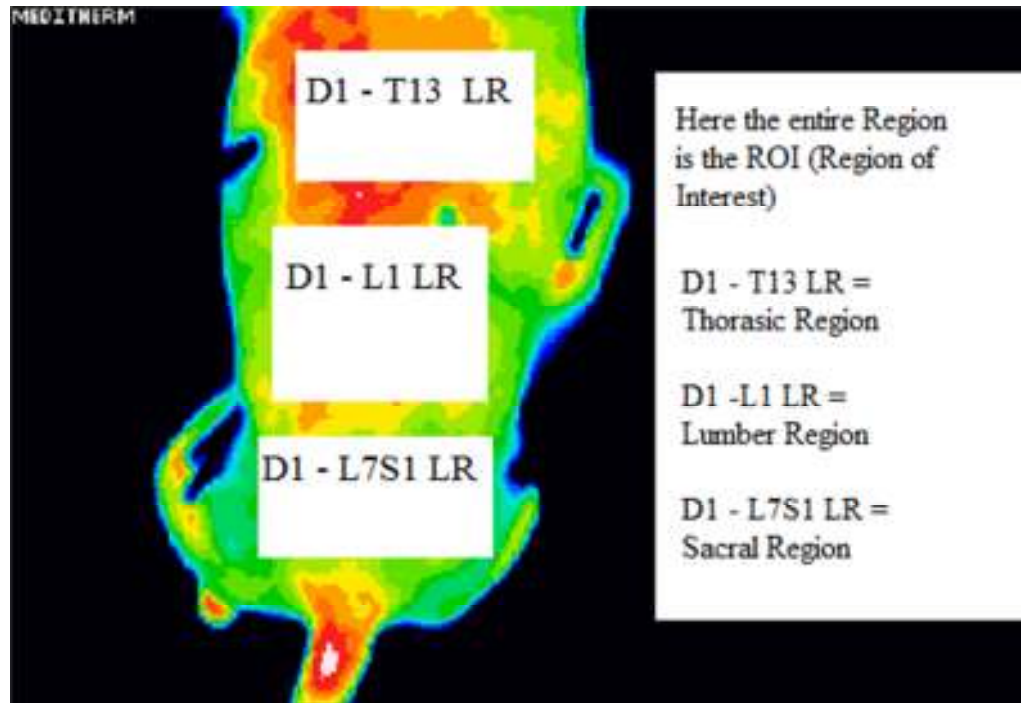 MEDITHERM
D1 - T13 LR
D1 - L1 LR
D1 - L7S1 LR
Here the entire Region
is the ROI (Region of
Interest)
D1 - T13 LR =
Thorasic Region
D1 -L1 LR =
Lumber Region
D1 - L7S1 LR =
Sacral Region